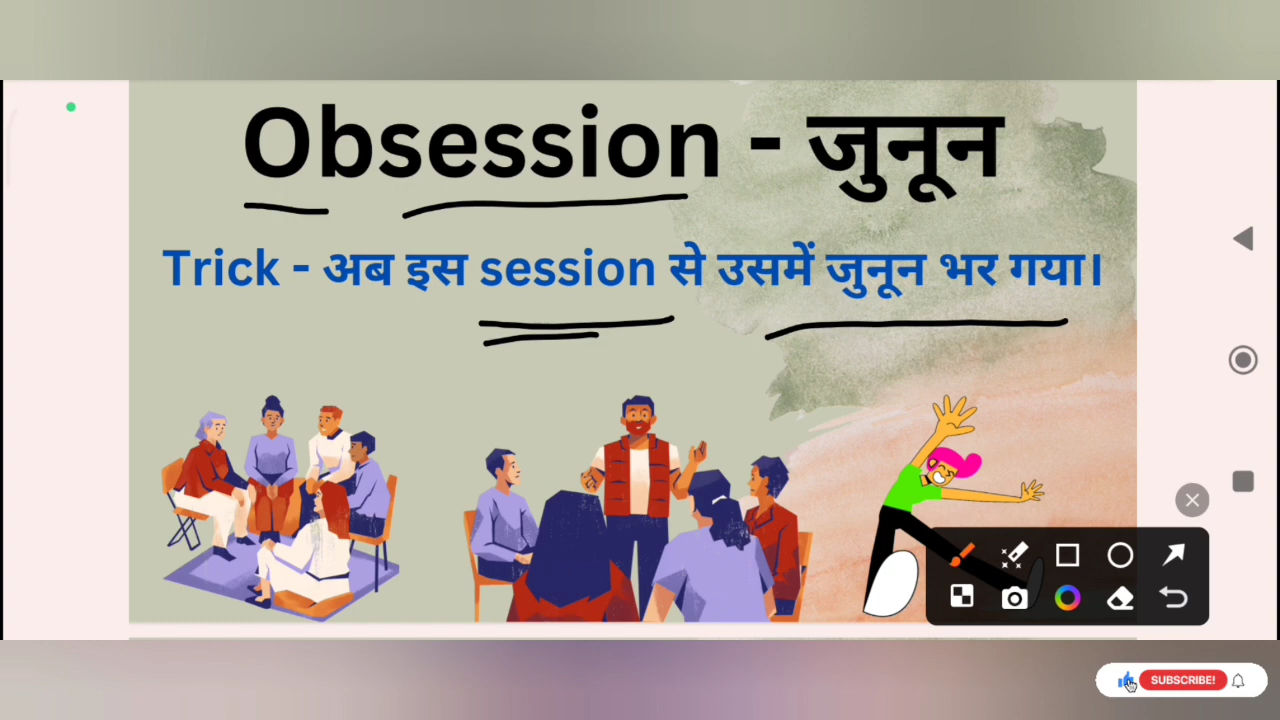 Obsession - जुनून
Trick - अब इस session से उसमें जुनून भर गया।
SUBSCRIBE!